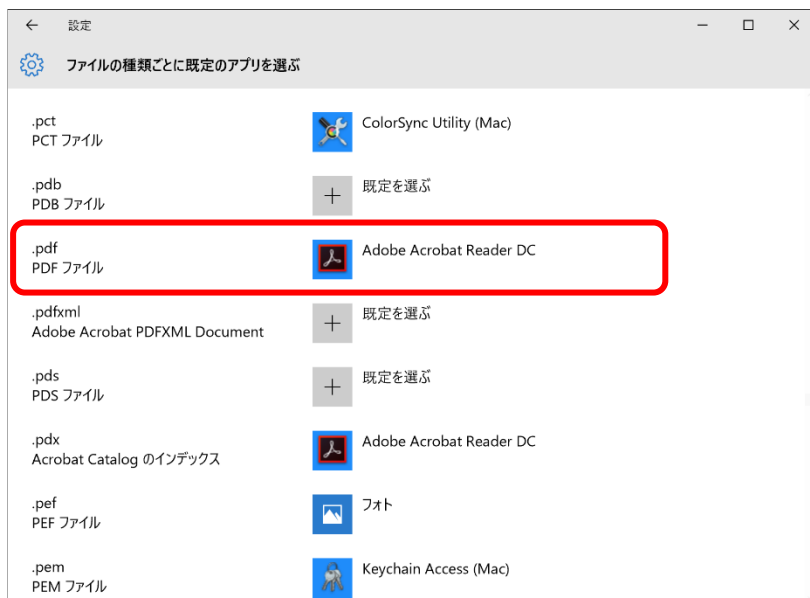 設定
ファイルの種類ごとに既定のアプリを選ぶ
.pct
PCT ファイル
ColorSync Utility (Mac)
.pdb
PDB ファイル
既定を選ぶ
.pdf
PDF ファイル
Adobe Acrobat Reader DC
.pdfxml
Adobe Acrobat PDFXML Document
既定を選ぶ
.pds
PDS ファイル
既定を選ぶ
.pdx
Acrobat Catalog のインデックス
Adobe Acrobat Reader DC
.pef
PEF ファイル
フォト
.pem
PEM ファイル
Keychain Access (Mac)